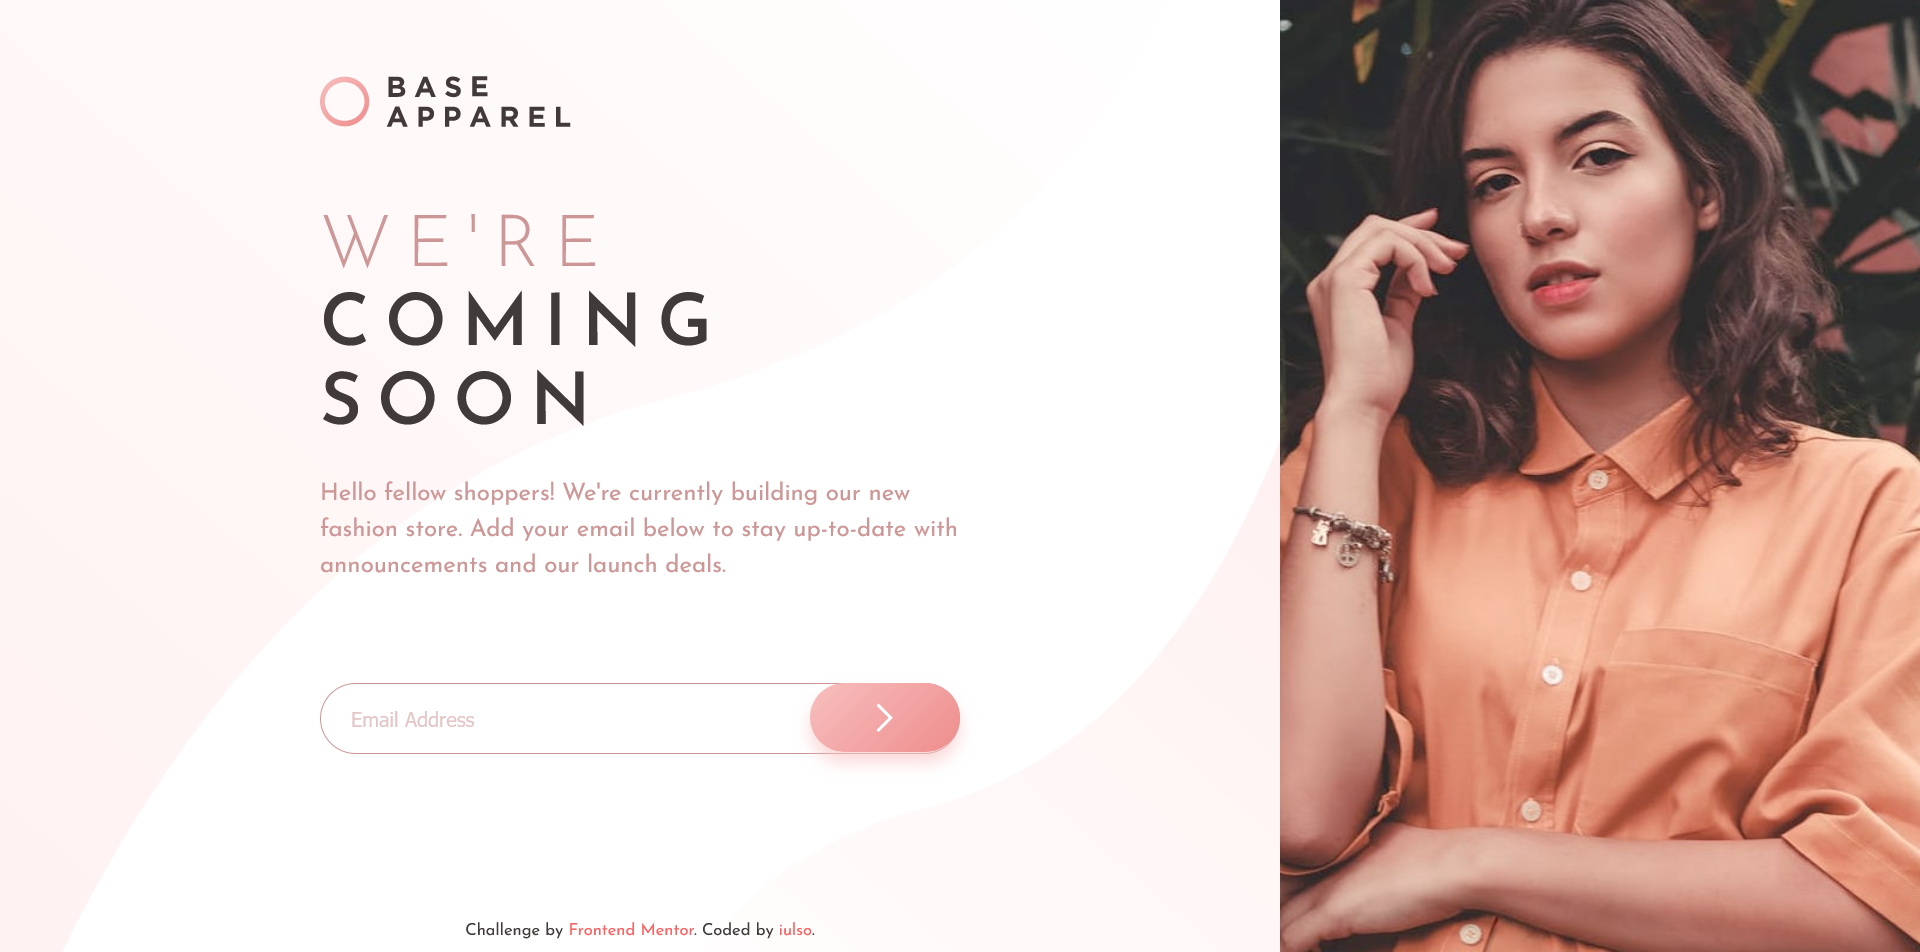 BASE
APPAREL
WE'RE
COMING
SOON
Hello fellow shoppers! We're currently building our new
fashion store. Add your email below to stay up-to-date with
announcements and our launch deals.
Email Address
Challenge by Frontend Mentor. Coded by iulso.